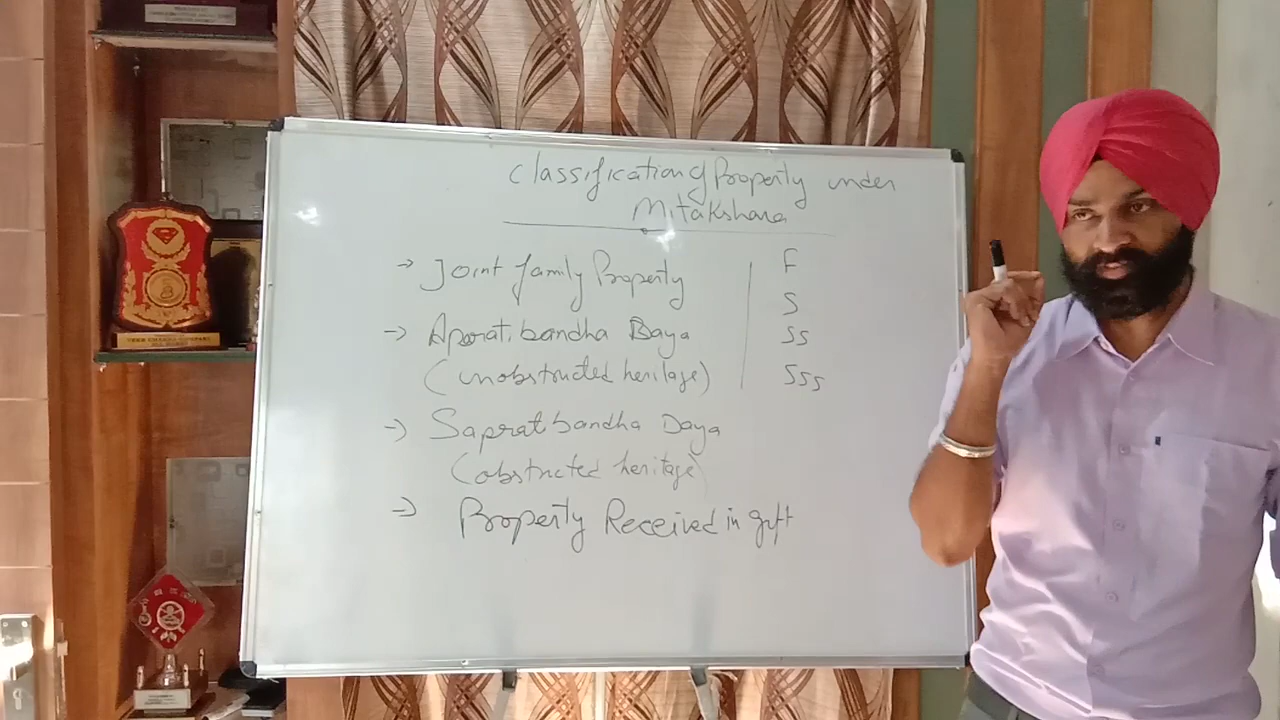 Classification of Property under
Mitakshara
→ Joint family Property
→ Apratibandha Daya
(unobstructed heritage)
→ Sapratbandha Daya
(obstructed heritage)
→ Property Received in gift
F
S
SS
SSS